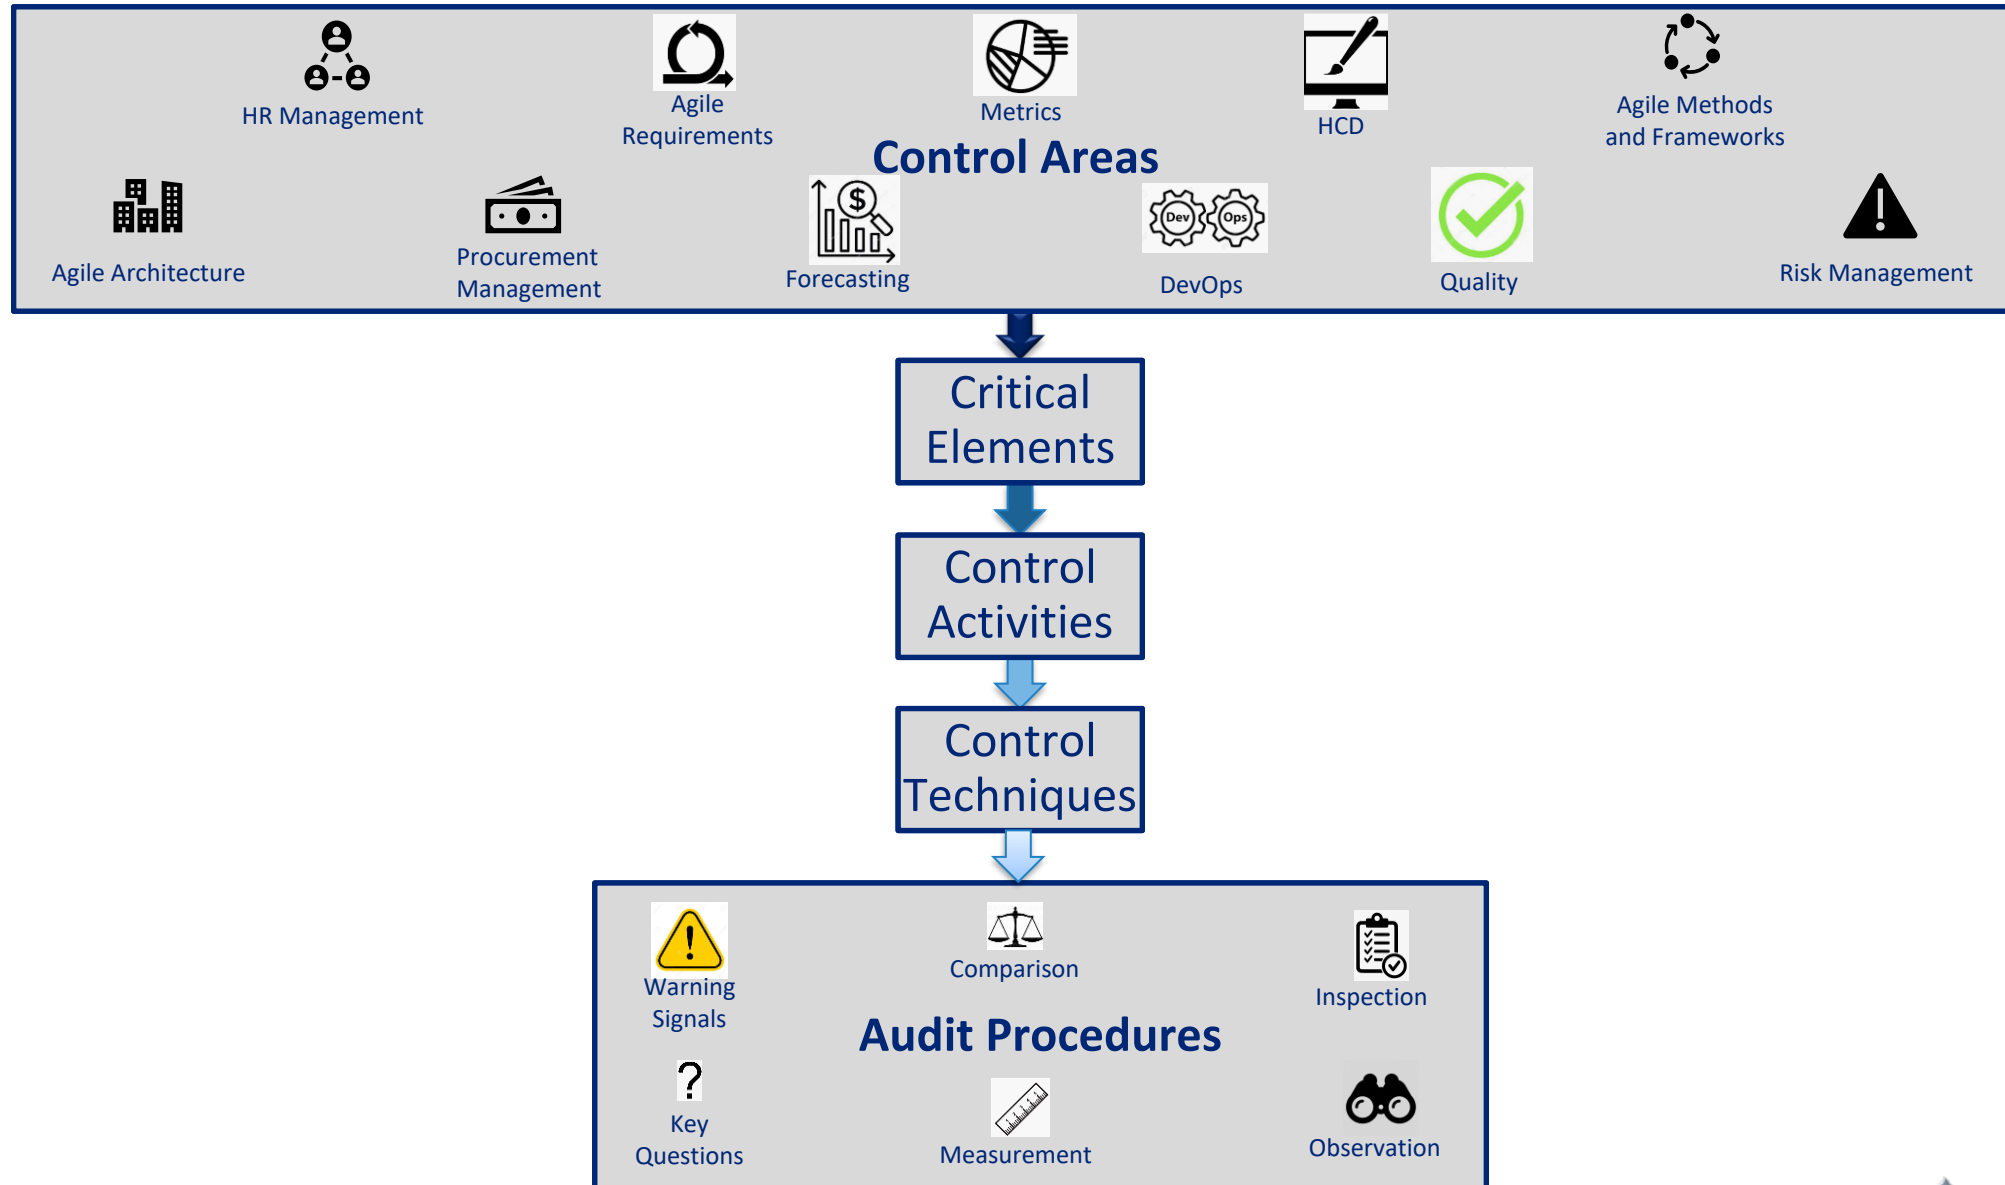 HR Management
Agile
Requirements
Metrics
HCD
Agile Methods
and Frameworks
Control Areas
Agile Architecture
Procurement
Management
$
Forecasting
Dev
Ops
DevOps
Quality
Risk Management
Critical
Elements
Control
Activities
Control
Techniques
Warning
Signals
Comparison
Inspection
Audit Procedures
?
Key
Questions
Measurement
Observation